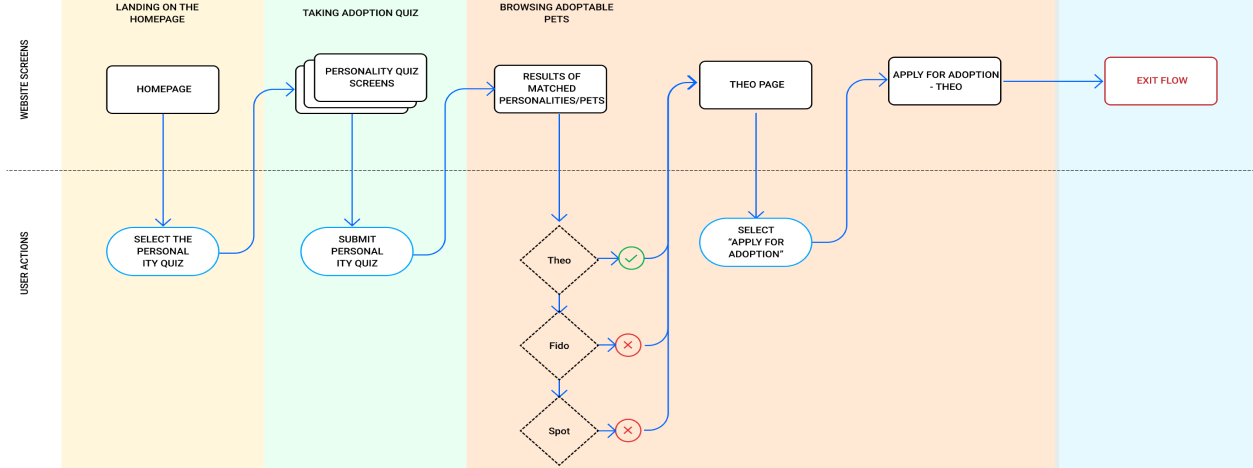 LANDING ON THE
HOMEPAGE
TAKING ADOPTION QUIZ
BROWSING ADOPTABLE
PETS
WEBSITE SCREENS
HOMEPAGE
PERSONALITY QUIZ
SCREENS
RESULTS OF
MATCHED
PERSONALITIES/PETS
THEO PAGE
APPLY FOR ADOPTION
- THEO
EXIT FLOW
USER ACTIONS
SELECT THE
PERSONAL
ITY QUIZ
SUBMIT
PERSONAL
ITY QUIZ
Theo
Fido
Spot
SELECT
“APPLY FOR
ADOPTION”